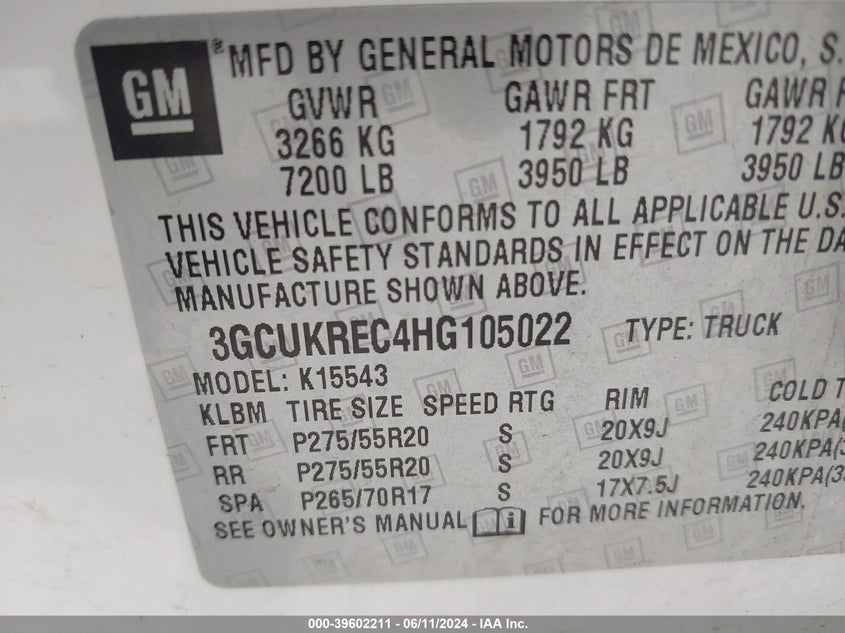 GM ® MFD BY GENERAL MOTORS DE MEXICO, S.
GVWR GAWR FRT GAWR
3266 KG 1792 KG 1792
7200 LB 3950 LB 3950 LB
THIS VEHICLE CONFORMS TO ALL APPLICABLE U.S.
VEHICLE SAFETY STANDARDS IN EFFECT ON THE
MANUFACTURE SHOWN ABOVE.
3GCUKREC4HG105022 TYPE: TRUCK
MODEL: K15543
KLBM TIRE SIZE SPEED RTG RIM COLD
FRT P275/55R20 S 20X9J 240KPA(
RR P275/55R20 S 20X9J 240KPA(3
SPA P265/70R17 S 17X7.5J 240KPA(3
SEE OWNER'S MANUAL FOR MORE INFORMATION.
000-39602211 - 06/11/2024 - IAA Inc.